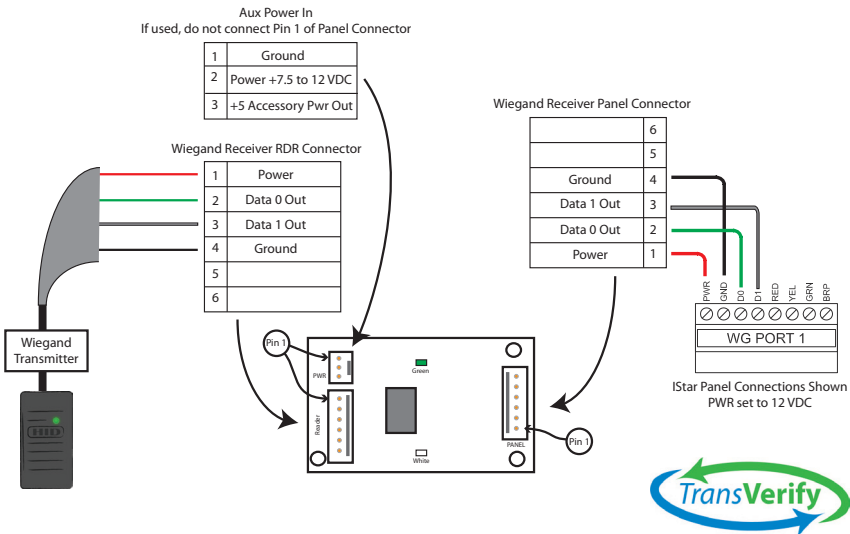 Aux Power In
If used, do not connect Pin 1 of Panel Connector
1 Ground
2 Power +7.5 to 12 VDC
3 +5 Accessory Pwr Out
Wiegand Receiver RDR Connector
1 Power
2 Data 0 Out
3 Data 1 Out
4 Ground
5
6
Wiegand Receiver Panel Connector
6
5
Ground 4
Data 1 Out 3
Data 0 Out 2
Power 1
PWR GND D0 D1 RED YEL GRN BRP
WG PORT 1
IStar Panel Connections Shown
PWR set to 12 VDC
Wiegand
Transmitter
HID
Pin 1
PWR
Reader
Green
White
PANEL
Pin 1
TransVerify